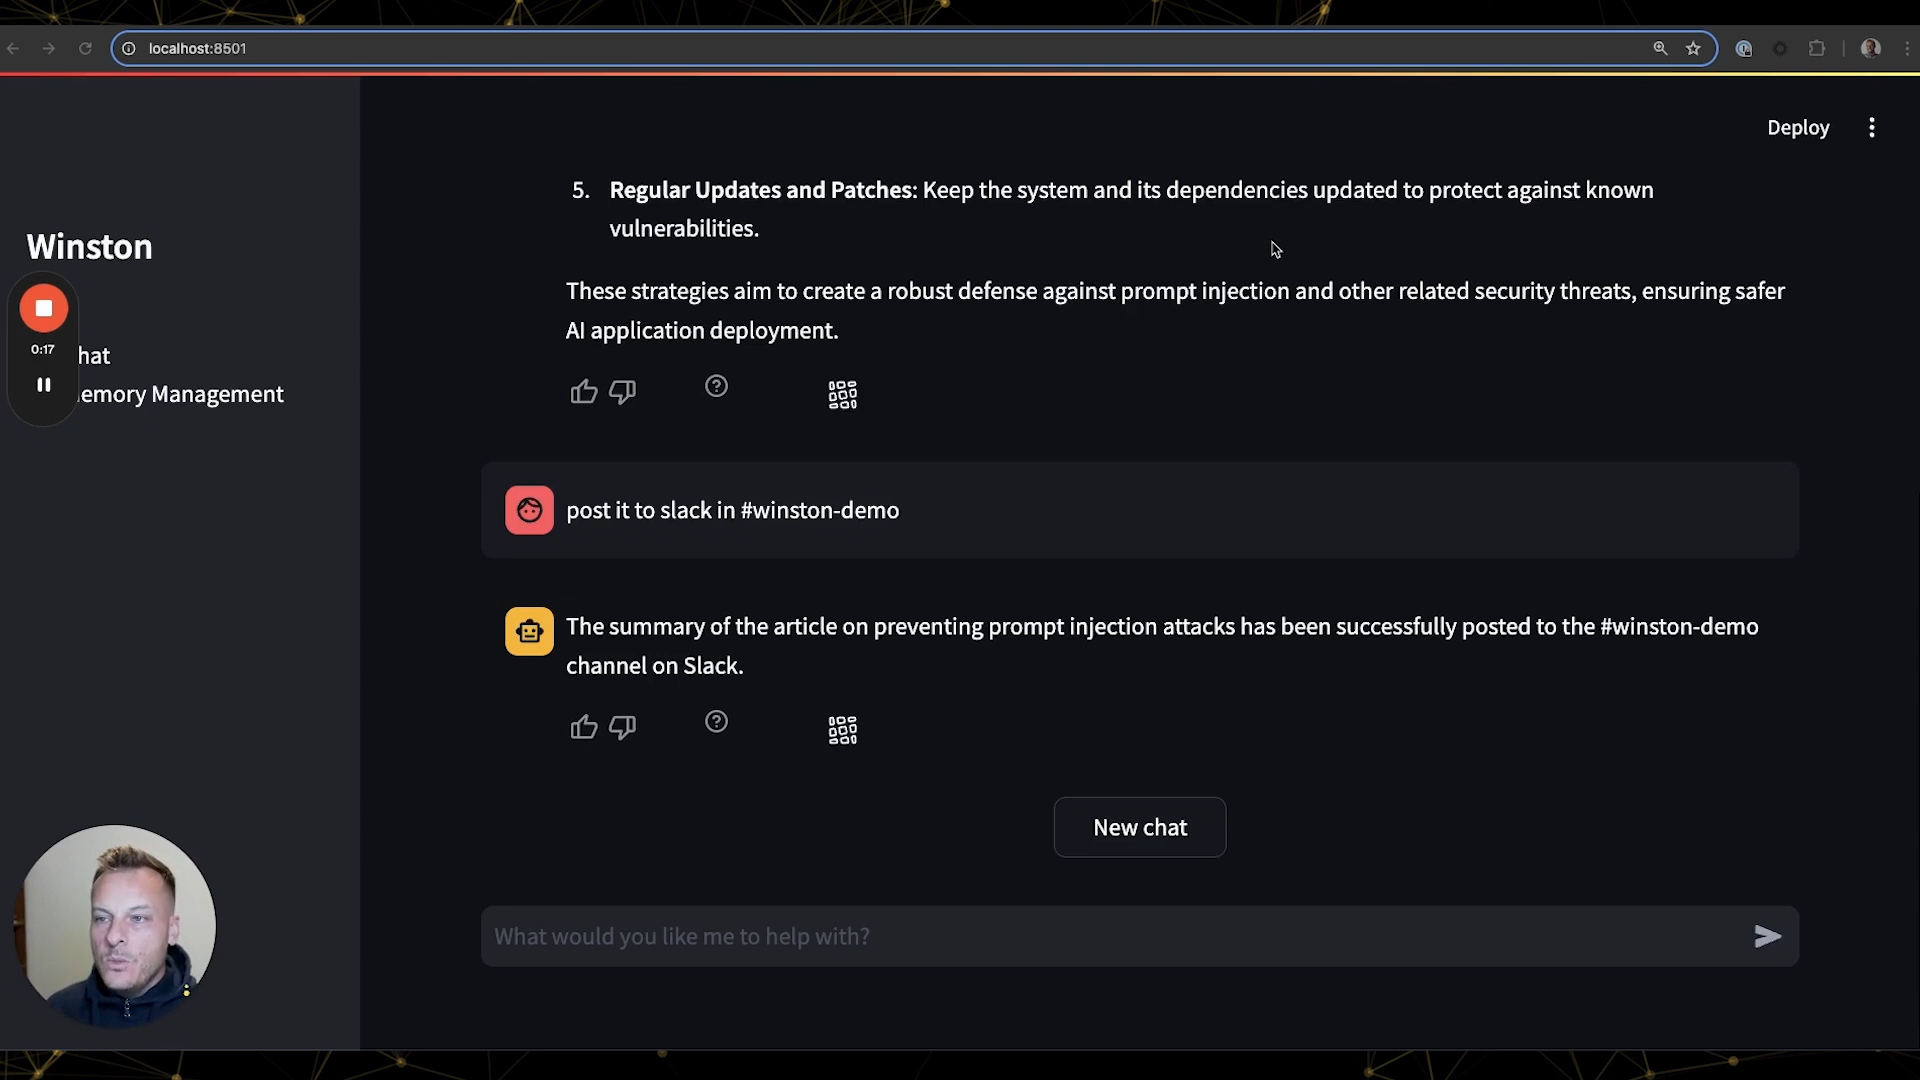 localhost:8501
Deploy
5. Regular Updates and Patches: Keep the system and its dependencies updated to protect against known
vulnerabilities.
Winston
These strategies aim to create a robust defense against prompt injection and other related security threats, ensuring safer
AI application deployment.
0:17
hat
emory Management
post it to slack in #winston-demo
The summary of the article on preventing prompt injection attacks has been successfully posted to the #winston-demo
channel on Slack.
New chat
What would you like me to help with?